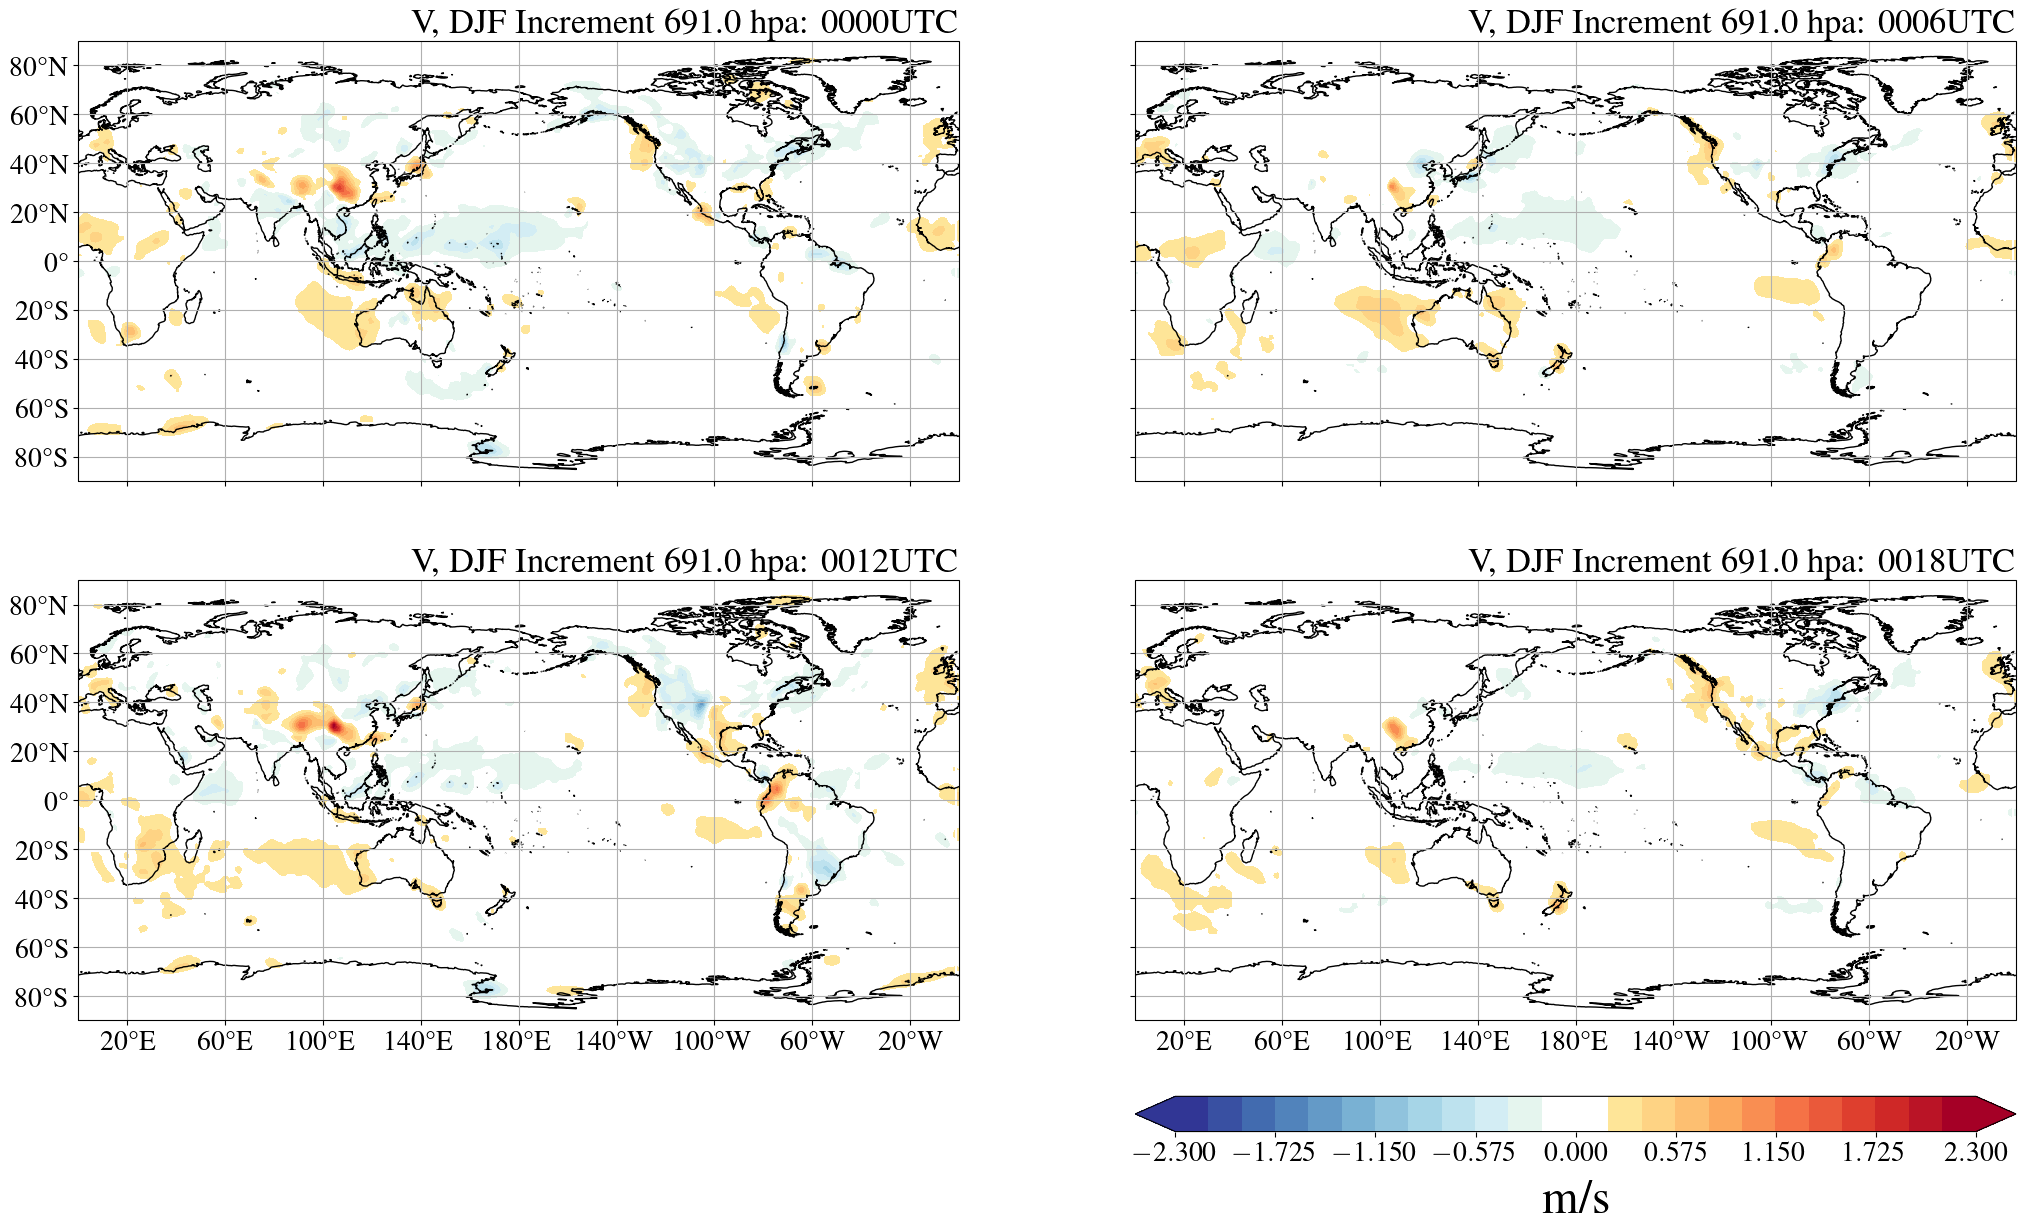 V, DJF Increment 691.0 hpa: 0000UTC
V, DJF Increment 691.0 hpa: 0006UTC
80°N
60°N
40°N
20°N
0°
20°S
40°S
60°S
80°S
V, DJF Increment 691.0 hpa: 0012UTC
V, DJF Increment 691.0 hpa: 0018UTC
80°N
60°N
40°N
20°N
0°
20°S
40°S
60°S
80°S
20°E 60°E 100°E 140°E 180°E 140°W 100°W 60°W 20°W
20°E 60°E 100°E 140°E 180°E 140°W 100°W 60°W 20°W
−2.300 −1.725 −1.150 −0.575 0.000 0.575 1.150 1.725 2.300
m/s